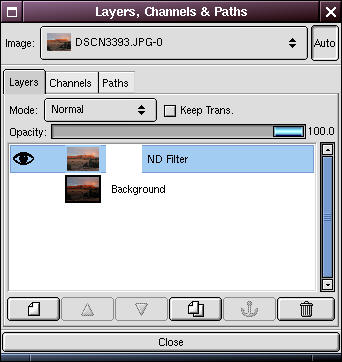 Layers, Channels & Paths
Image: DSCN3393.JPG-0 Auto
Layers Channels Paths
Mode: Normal Keep Trans.
Opacity: 100.0
ND Filter
Background
Close